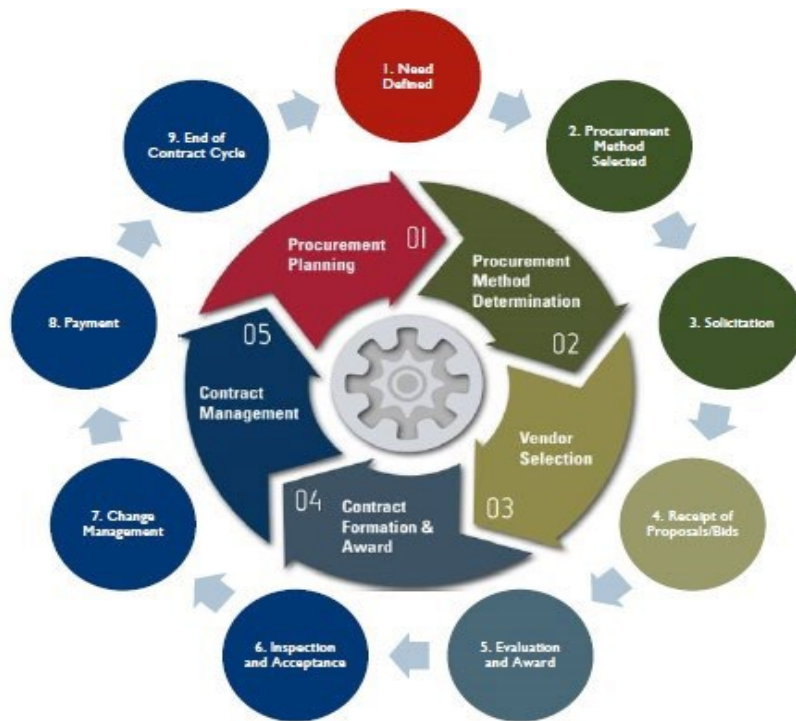 1. Need
Defined
2. Procurement
Method
Selected
3. Solicitation
4. Receipt of
Proposals/Bids
5. Evaluation
and Award
6. Inspection
and Acceptance
7. Change
Management
8. Payment
9. End of
Contract Cycle
Procurement
Planning
01
Procurement
Method
Determination
02
Vendor
Selection
03
Contract
Formation &
Award
04
Contract
Management
05